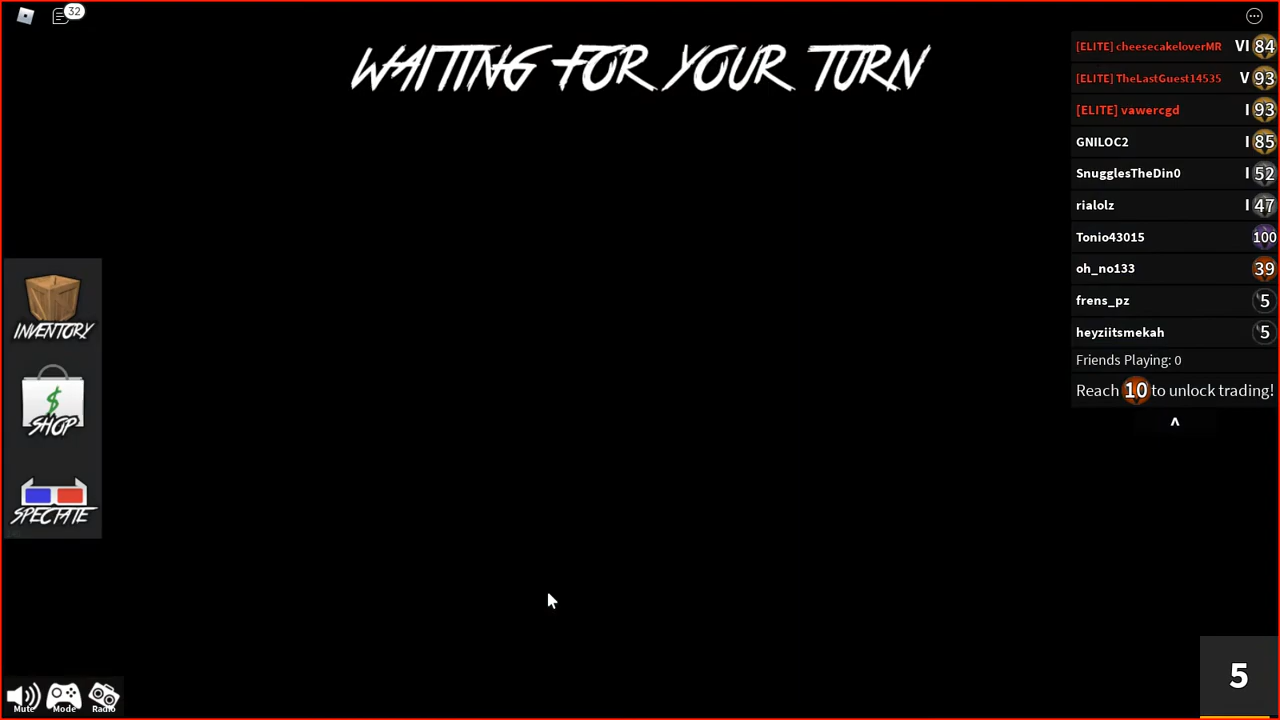 32
WAITING FOR YOUR TURN
[ELITE] cheesecakeloverMR VI 84
[ELITE] TheLastGuest14535 V 93
[ELITE] vawercgd I 93
GNILOC2 I 85
SnugglesTheDin0 I 52
rialolz I 47
Tonio43015 100
oh_no133 39
frens_pz 5
heyziitsmekah 5
Friends Playing: 0
Reach 10 to unlock trading!
^
INVENTORY
$
SHOP
SPECTATE
Mute Mode Radio
5